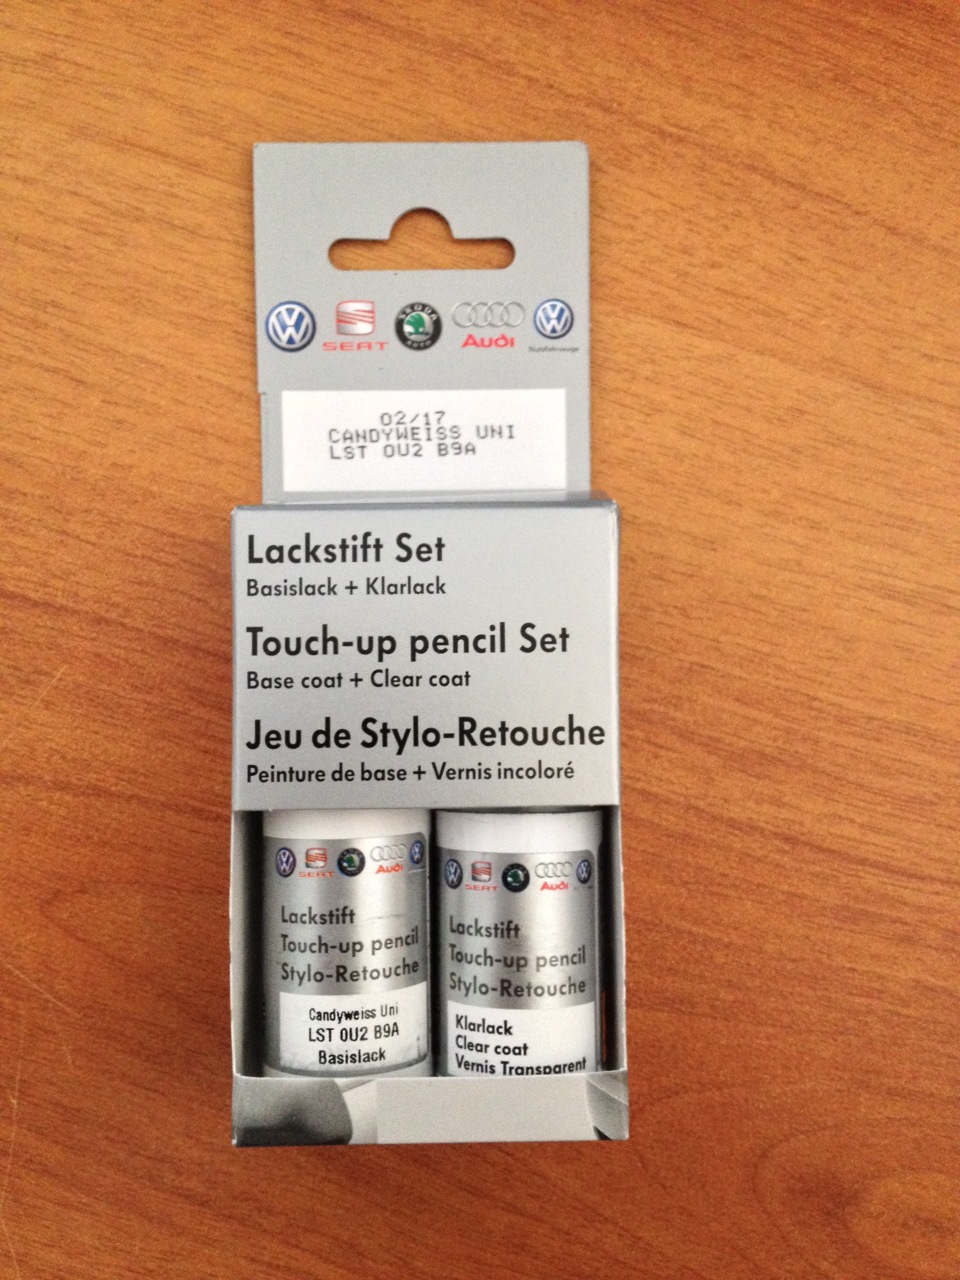 SEAT
SKODA
AUTO
Audi
Nutzfahrzeuge
02/17
CANDYWEISS UNI
LST 0U2 B9A
Lackstift Set
Basislack + Klarlack
Touch-up pencil Set
Base coat + Clear coat
Jeu de Stylo-Retouche
Peinture de base + Vernis incoloré
SEAT
Audi
Lackstift
Touch-up pencil
Stylo-Retouche
Candyweiss Uni
LST 0U2 B9A
Basislack
SEAT
Audi
Lackstift
Touch-up pencil
Stylo-Retouche
Klarlack
Clear coat
Vernis Transparent